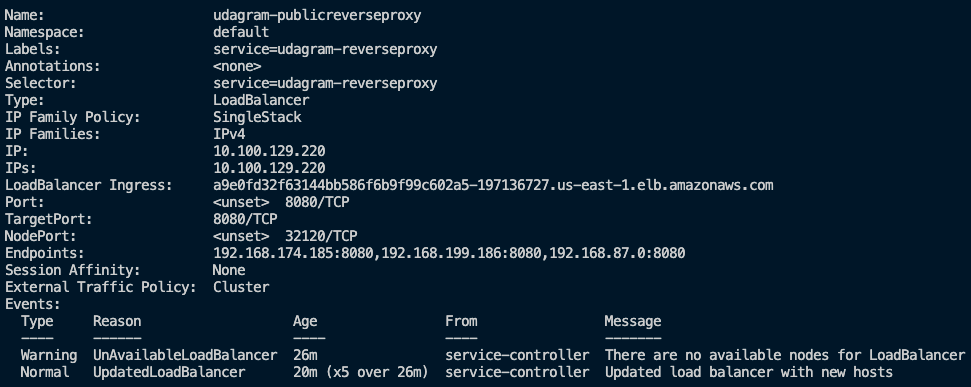 Name: udagram-publicreverseproxy
Namespace: default
Labels: service=udagram-reverseproxy
Annotations: <none>
Selector: service=udagram-reverseproxy
Type: LoadBalancer
IP Family Policy: SingleStack
IP Families: IPv4
IP: 10.100.129.220
IPs: 10.100.129.220
LoadBalancer Ingress: a9e0fd32f63144bb586f6b9f99c602a5-197136727.us-east-1.elb.amazonaws.com
Port: <unset> 8080/TCP
TargetPort: 8080/TCP
NodePort: <unset> 32120/TCP
Endpoints: 192.168.174.185:8080,192.168.199.186:8080,192.168.87.0:8080
Session Affinity: None
External Traffic Policy: Cluster
Events:
Type Reason Age From Message
---- ------ ---- ---- -------
Warning UnAvailableLoadBalancer 26m service-controller There are no available nodes for LoadBalancer
Normal UpdatedLoadBalancer 20m (x5 over 26m) service-controller Updated load balancer with new hosts